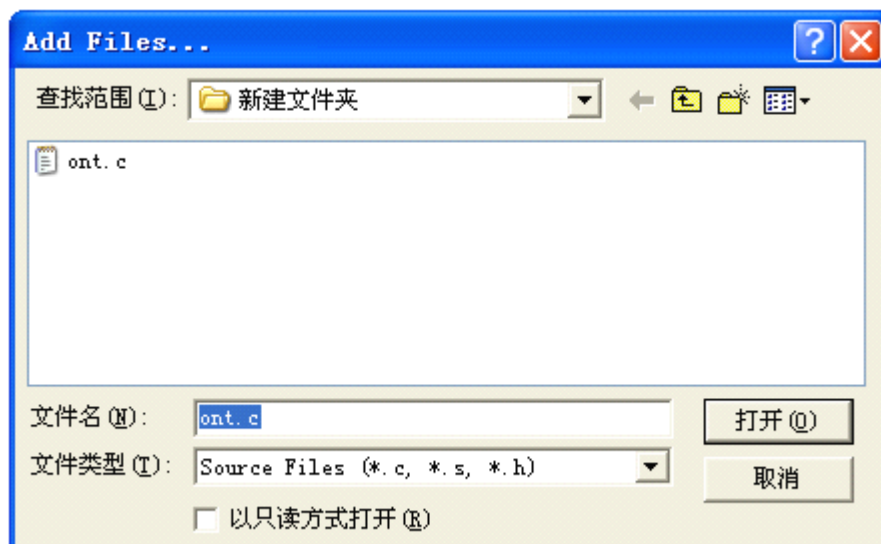 Add Files...
查找范围(I): 新建文件夹
ont.c
文件名(N): ont.c 打开(O)
文件类型(T): Source Files (*.c, *.s, *.h) 取消
以只读方式打开(R)